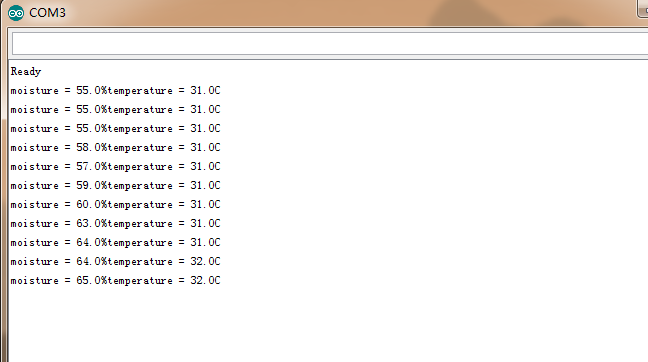 COM3
Ready
moisture = 55.0%temperature = 31.0C
moisture = 55.0%temperature = 31.0C
moisture = 55.0%temperature = 31.0C
moisture = 58.0%temperature = 31.0C
moisture = 57.0%temperature = 31.0C
moisture = 59.0%temperature = 31.0C
moisture = 60.0%temperature = 31.0C
moisture = 63.0%temperature = 31.0C
moisture = 64.0%temperature = 31.0C
moisture = 64.0%temperature = 32.0C
moisture = 65.0%temperature = 32.0C